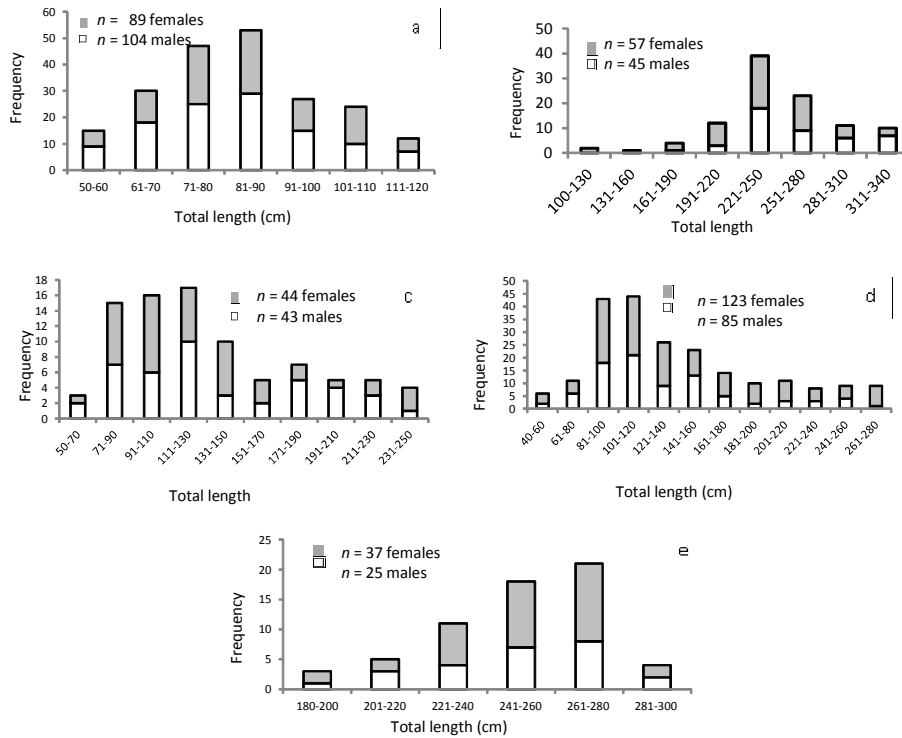 60
50
40
30
20
10
0
n = 89 females
n = 104 males
a
Frequency
50-60 61-70 71-80 81-90 91-100 101-110 111-120
Total length (cm)
50
40
30
20
10
0
n = 57 females
n = 45 males
Frequency
100-130 131-160 161-190 191-220 221-250 251-280 281-310 311-340
Total length
18
16
14
12
10
8
6
4
2
0
n = 44 females
n = 43 males
c
Frequency
50-70 71-90 91-110 111-130 131-150 151-170 171-190 191-210 211-230 231-250
Total length
50
45
40
35
30
25
20
15
10
5
0
n = 123 females
n = 85 males
d
Frequency
40-60 61-80 81-100 101-120 121-140 141-160 161-180 181-200 201-220 221-240 241-260 261-280
Total length (cm)
25
20
15
10
5
0
n = 37 females
n = 25 males
e
Frequency
180-200 201-220 221-240 241-260 261-280 281-300
Total length (cm)